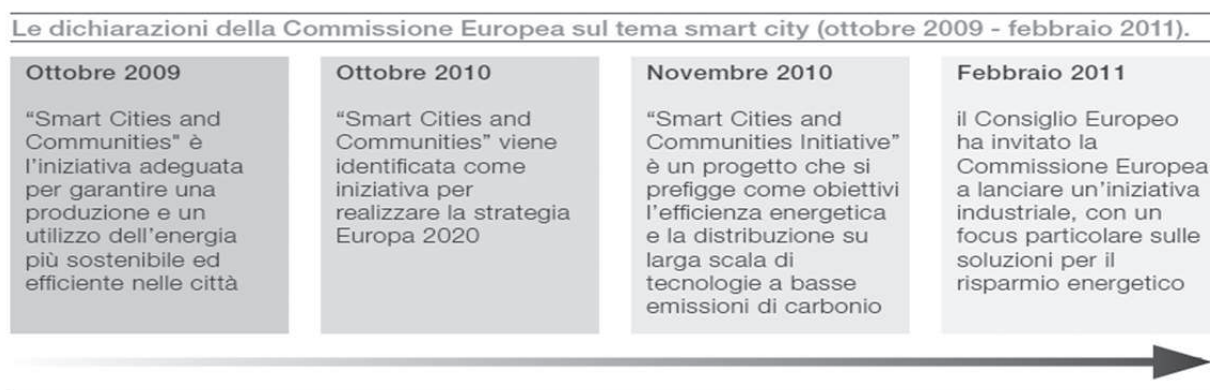 Le dichiarazioni della Commissione Europea sul tema smart city (ottobre 2009 - febbraio 2011).
Ottobre 2009
“Smart Cities and
Communities" è
l’iniziativa adeguata
per garantire una
produzione e un
utilizzo dell’energia
più sostenibile ed
efficiente nelle città
Ottobre 2010
“Smart Cities and
Communities” viene
identificata come
iniziativa per
realizzare la strategia
Europa 2020
Novembre 2010
“Smart Cities and
Communities Initiative”
è un progetto che si
prefigge come obiettivi
l’efficienza energetica
e la distribuzione su
larga scala di
tecnologie a basse
emissioni di carbonio
Febbraio 2011
il Consiglio Europeo
ha invitato la
Commissione Europea
a lanciare un’iniziativa
industriale, con un
focus particolare sulle
soluzioni per il
risparmio energetico